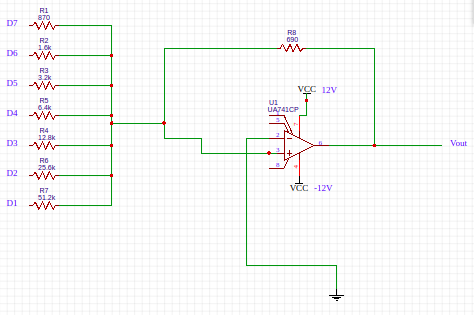 D7 R1 870
D6 R2 1.6k
D5 R3 3.2k
D4 R5 6.4k
D3 R4 12.8k
D2 R6 25.6k
D1 R7 51.2k
R8
690
VCC 12V
U1
UA741CP
5
7
2
3
6
8
4
VCC -12V
Vout